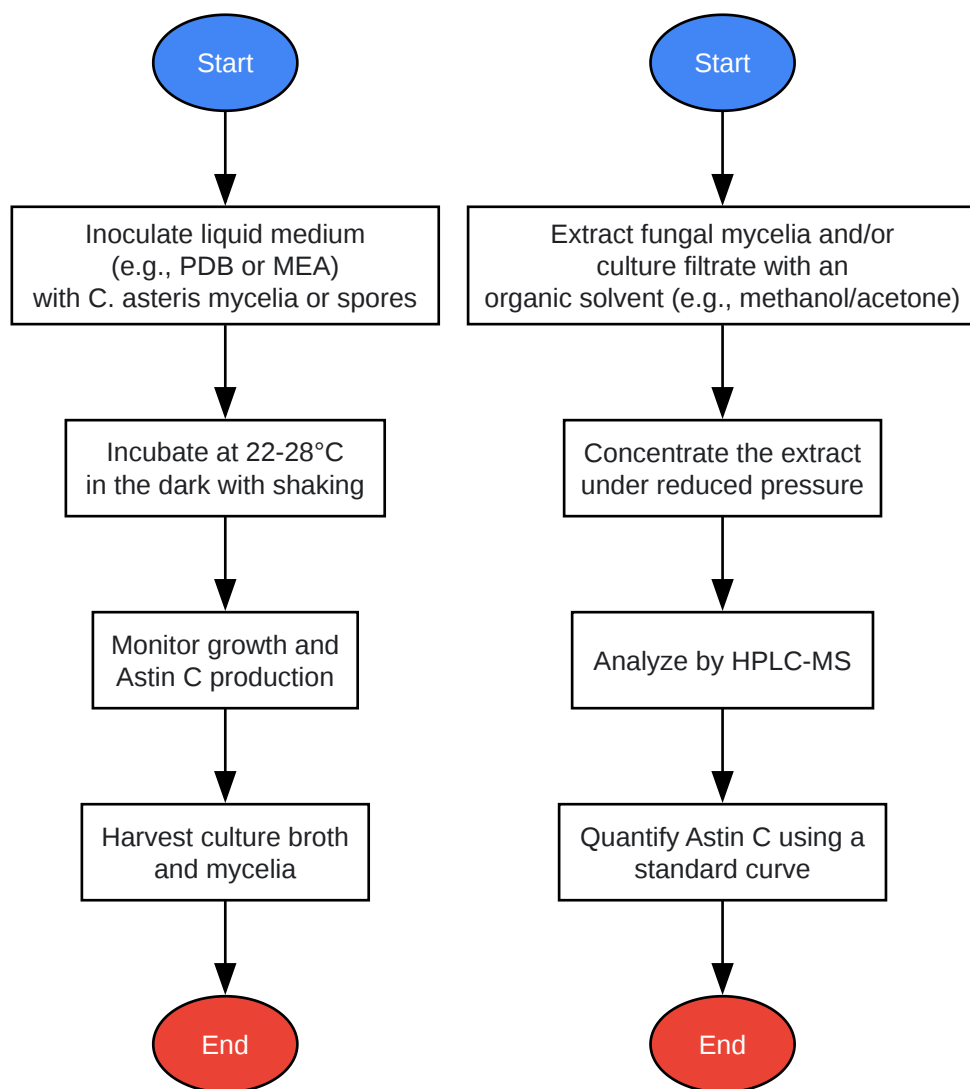 Start
Inoculate liquid medium
(e.g., PDB or MEA)
with C. asteris mycelia or spores
Incubate at 22-28°C
in the dark with shaking
Monitor growth and
Astin C production
Harvest culture broth
and mycelia
End
Start
Extract fungal mycelia and/or
culture filtrate with an
organic solvent (e.g., methanol/acetone)
Concentrate the extract
under reduced pressure
Analyze by HPLC-MS
Quantify Astin C using a
standard curve
End